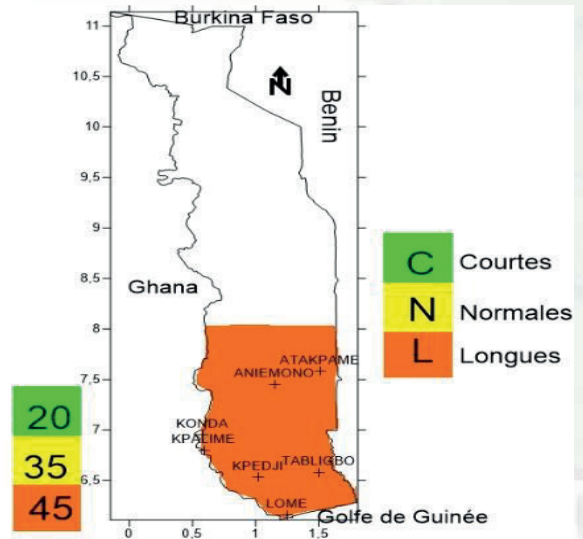 Burkina Faso
11
10,5
N
Benin
10
9,5
9
8,5
Ghana
C Courtes
N Normales
L Longues
8
ATAKPAME
7,5
ANIEMONO
KONDA
7
KPALIME
KPEDJI
TABLIGBO
6,5
LOME
Golfe de Guinée
0
0,5
1
1,5
20
35
45